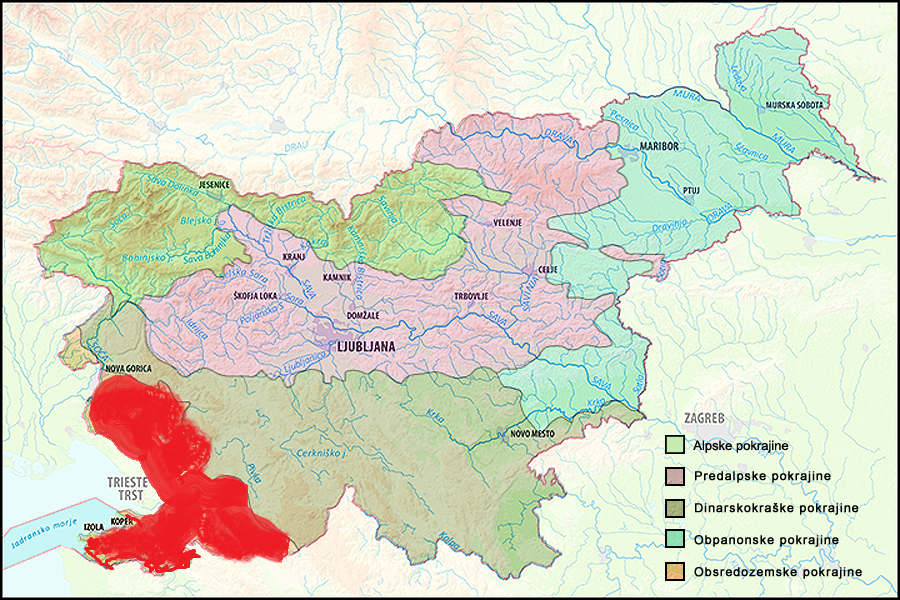 Ledava
MURA
MURSKA SOBOTA
Pesnica
DRAVA
MARIBOR
MURA
Ščavnica
DRAU
Sava Dolinka
JESENICE
PTUJ
Soča
Blejsko
Bistrica
Savinja
DRAVA
Dravinja
VELENJE
Bohinjsko j.
Sava Bohinjka
Kokra
Kamniška Bistrica
KRANJ
KAMNIK
CELJE
Sora
SAVA
ŠKOFJA LOKA
Sora
TRBOVLJE
SAVINJA
Poljanska S.
DOMŽALE
SAVA
Idrijca
LJUBLJANA
Ljubljanica
SOČA
NOVA GORICA
SAVA
Sotla
Krka
Krka
ZAGREB
NOVO MESTO
Cerkniško j.
Pivka
TRIESTE
TRST
KOPER
IZOLA
Jadransko morje
Kolpa
Alpske pokrajine
Predalpske pokrajine
Dinarskokraške pokrajine
Obpanonske pokrajine
Obsredozemske pokrajine